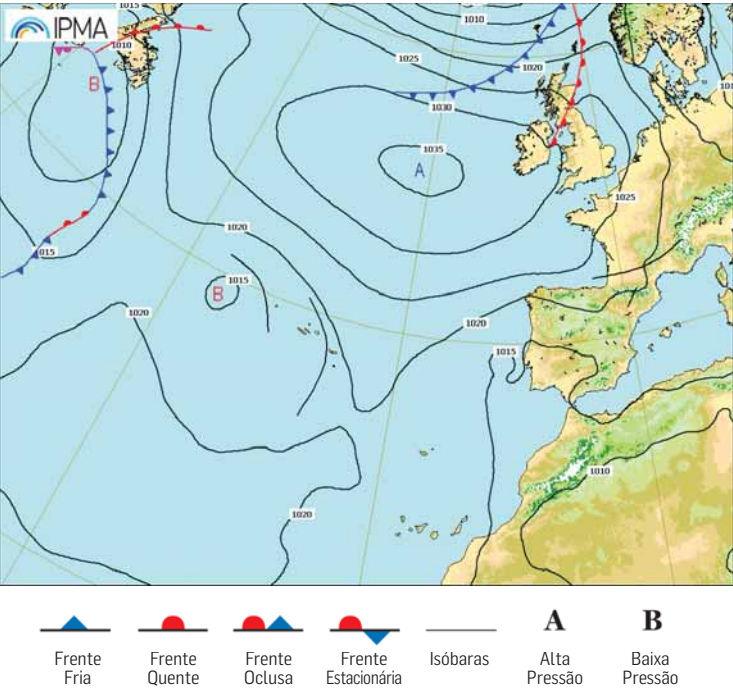 IPMA
1015
1010
B
1010
1025
1020
1030
1035
A
1025
1020
015
B
1015
1020
1020
1015
1010
1020
A
B
Frente
Fria
Frente
Quente
Frente
Oclusa
Frente
Estacionária
Isóbaras
Alta
Pressão
Baixa
Pressão